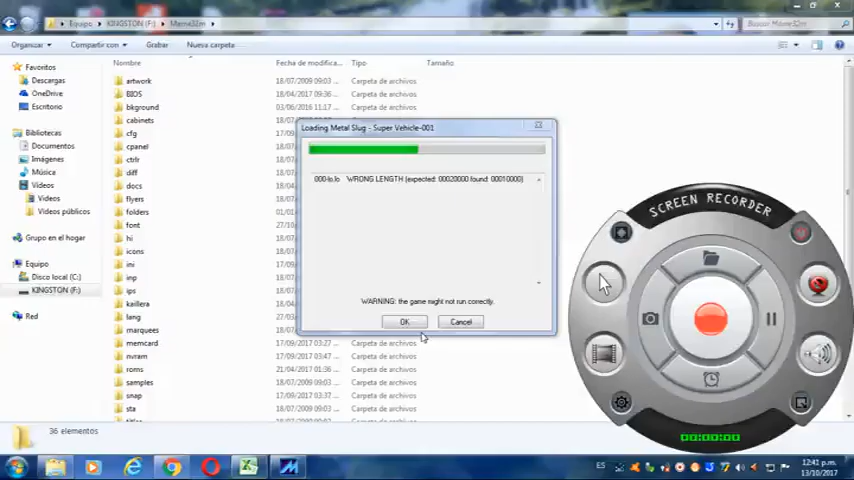 Equipo ▸ KINGSTON (F:) ▸ Mame32m ▸
Buscar Mame32m
Organizar
Compartir con
Grabar
Nueva carpeta
Nombre
Fecha de modifica...
Tipo
Tamaño
Favoritos
Descargas
OneDrive
Escritorio
Bibliotecas
Documentos
Imágenes
Música
Videos
Videos
Videos públicos
Grupo en el hogar
Equipo
Disco local (C:)
KINGSTON (F:)
Red
artwork 18/07/2009 09:03 ... Carpeta de archivos
BIOS 18/04/2017 09:36 ... Carpeta de archivos
bkground 03/06/2016 11:17 ... Carpeta de archivos
cabinets
cfg
cpanel
ctrlr
diff
docs
flyers
folders
font
hi
icons
ini
inp
ips
kaillera
lang
marquees
memcard 17/09/2017 03:27 ... Carpeta de archivos
nvram 17/09/2017 03:35 ... Carpeta de archivos
roms 21/04/2017 01:36 ... Carpeta de archivos
samples 18/07/2009 09:03 ... Carpeta de archivos
snap 17/09/2017 03:27 ... Carpeta de archivos
sta 18/07/2009 09:03 ... Carpeta de archivos
Loading Metal Slug - Super Vehicle-001
000-lo.lo WRONG LENGTH (expected: 00020000 found: 00010000)
WARNING: the game might not run correctly.
OK
Cancel
SCREEN RECORDER
00:00:00
36 elementos
ES
12:41 p.m.
13/10/2017